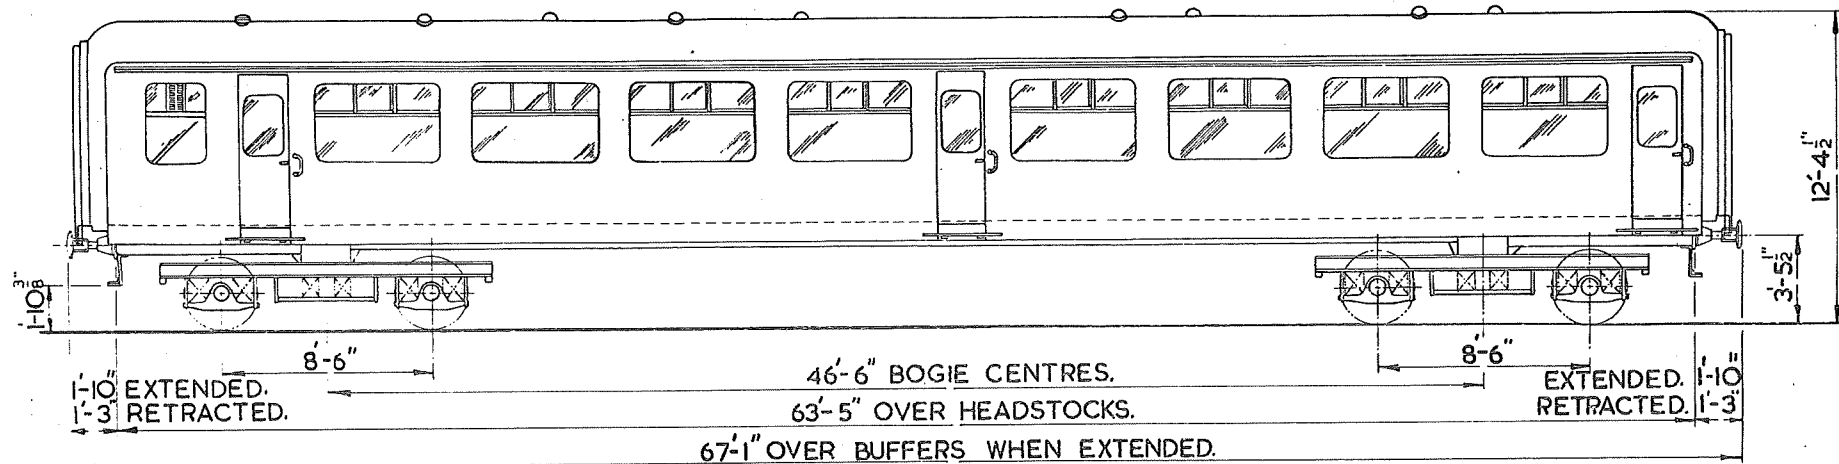 12'-4½"
3'-5½"
1'-10⅜"
8'-6"
8'-6"
46'-6" BOGIE CENTRES.
1'-10" EXTENDED.
1'-3" RETRACTED.
EXTENDED. 1'-10"
RETRACTED. 1'-3"
63'-5" OVER HEADSTOCKS.
67'-1" OVER BUFFERS WHEN EXTENDED.